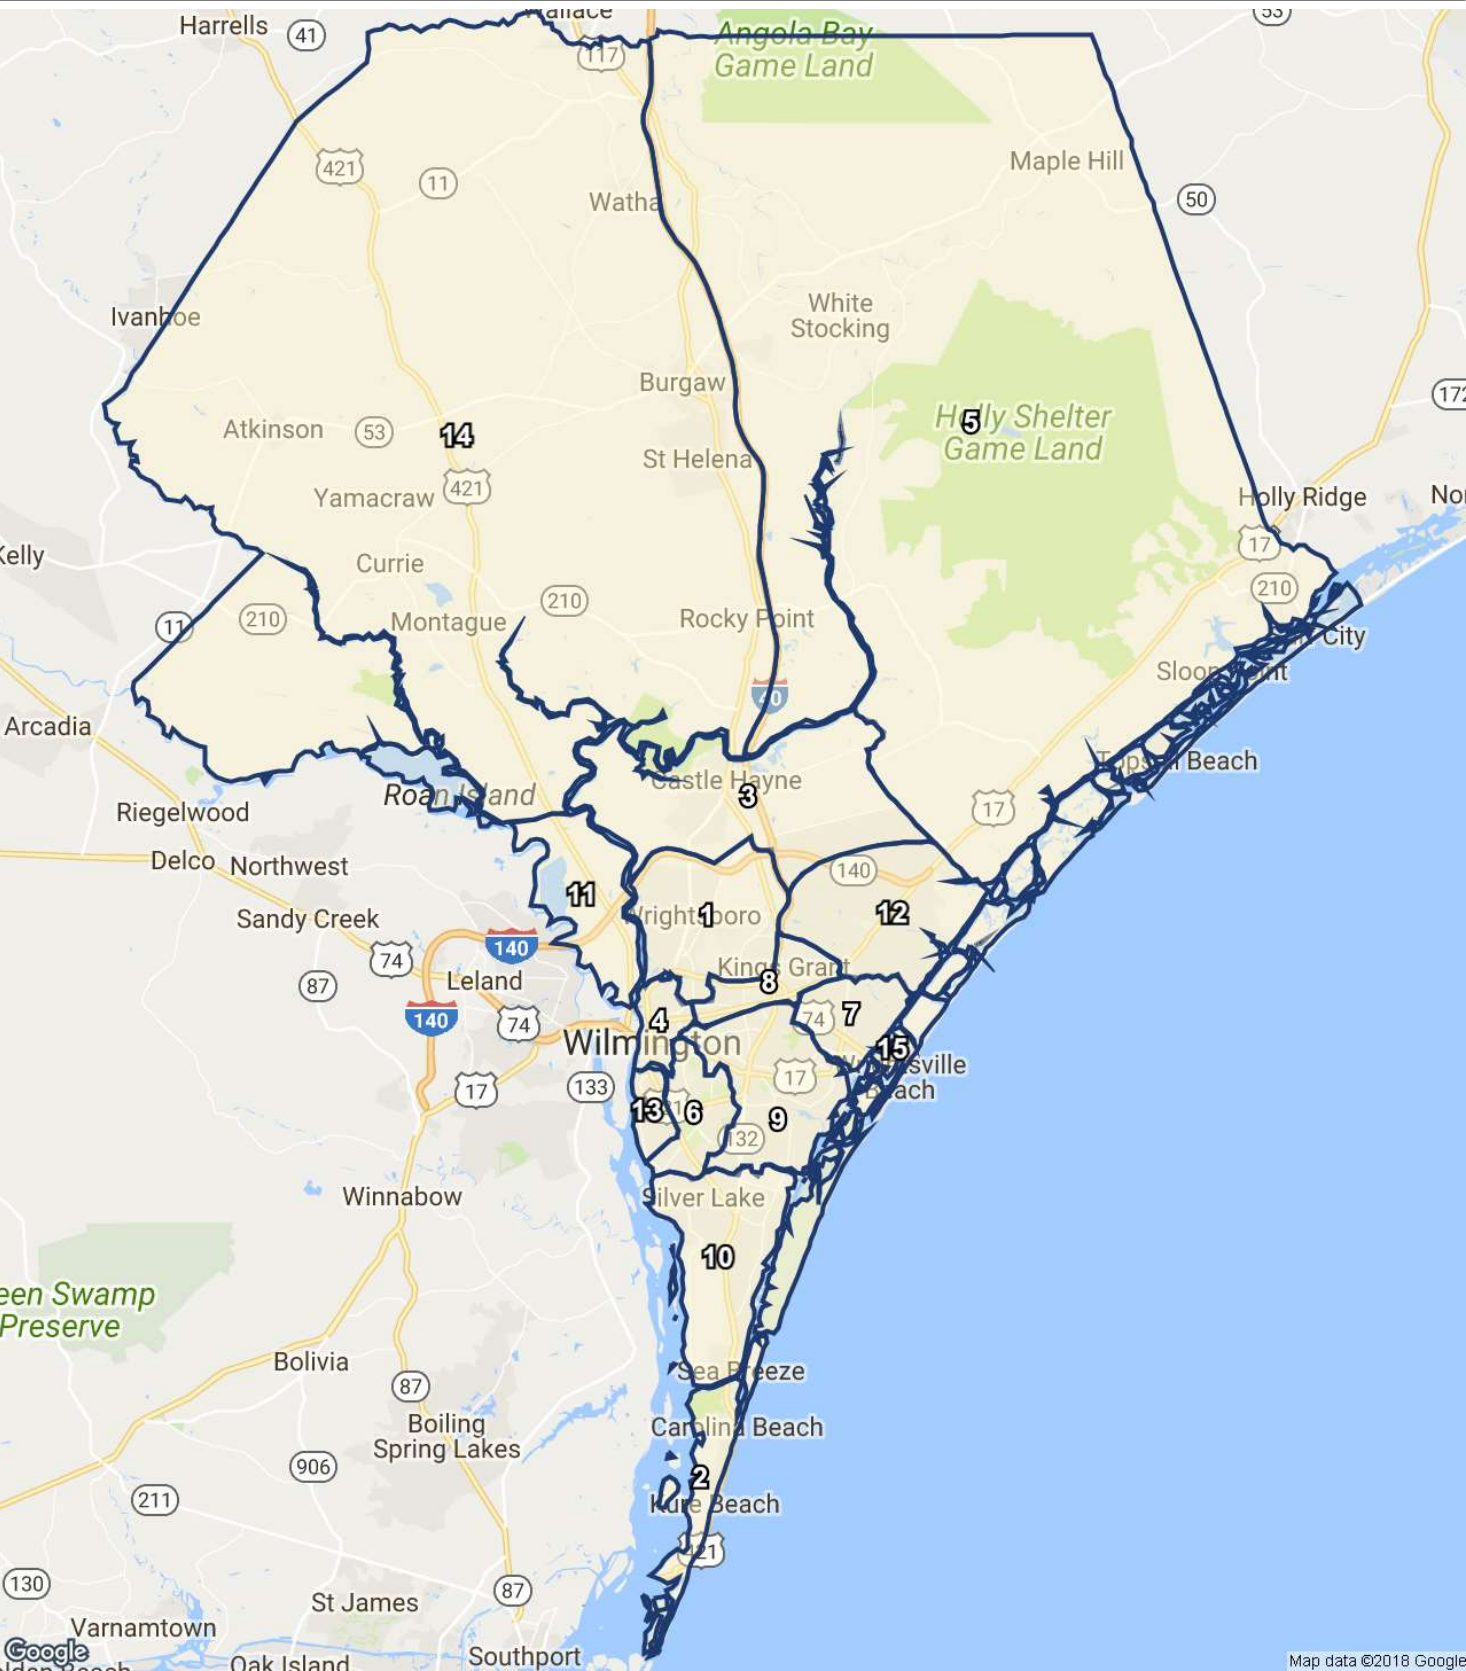 Wallace
Harrells
41
117
Angola Bay
Game Land
53
421
11
Maple Hill
Watha
50
Ivanhoe
White
Stocking
Burgaw
172
Atkinson
53
14
Holly Shelter
Game Land
5
St Helena
Yamacraw
421
Holly Ridge
17
Kelly
Currie
210
210
11
210
Montague
Rocky Point
City
Sloop Point
40
Arcadia
Topsail Beach
Castle Hayne
3
Roan Island
17
Riegelwood
Delco
Northwest
140
11
Wrightsboro
1
12
Sandy Creek
140
74
Kings Grant
87
Leland
8
140
74
4
74
7
Wilmington
15
Wrightsville
Beach
17
133
17
13
6
9
132
Winnabow
Silver Lake
10
een Swamp
Preserve
Bolivia
Sea Breeze
87
Boiling
Spring Lakes
Carolina Beach
906
2
211
Kure Beach
421
130
87
St James
Varnamtown
Google
Oak Island
Southport
Map data ©2018 Google